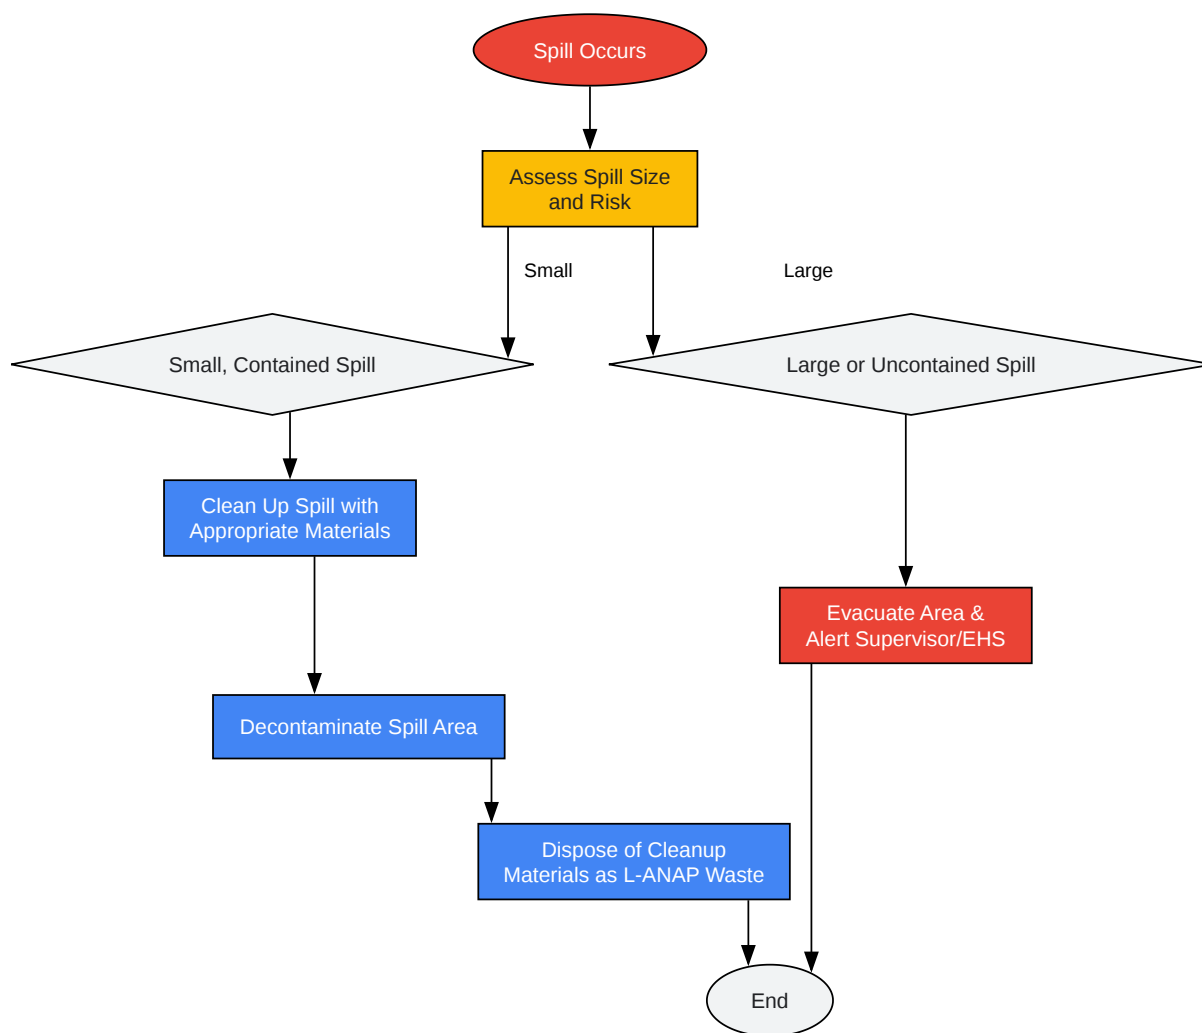 Spill Occurs
Assess Spill Size
and Risk
Small
Large
Small, Contained Spill
Large or Uncontained Spill
Clean Up Spill with
Appropriate Materials
Evacuate Area &
Alert Supervisor/EHS
Decontaminate Spill Area
Dispose of Cleanup
Materials as L-ANAP Waste
End